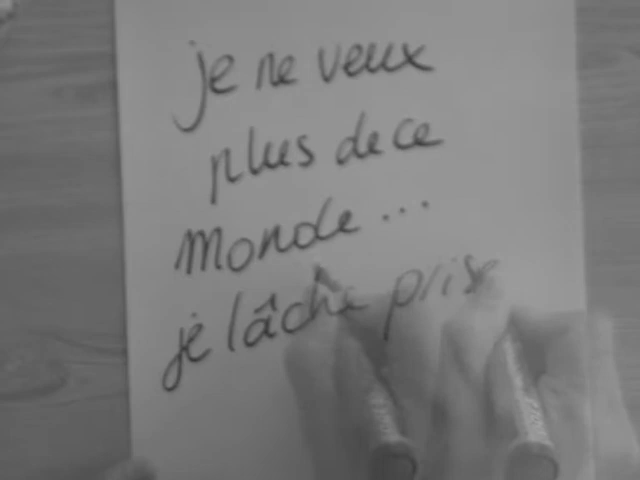 je ne veux
plus de ce
monde...
je lâche prise